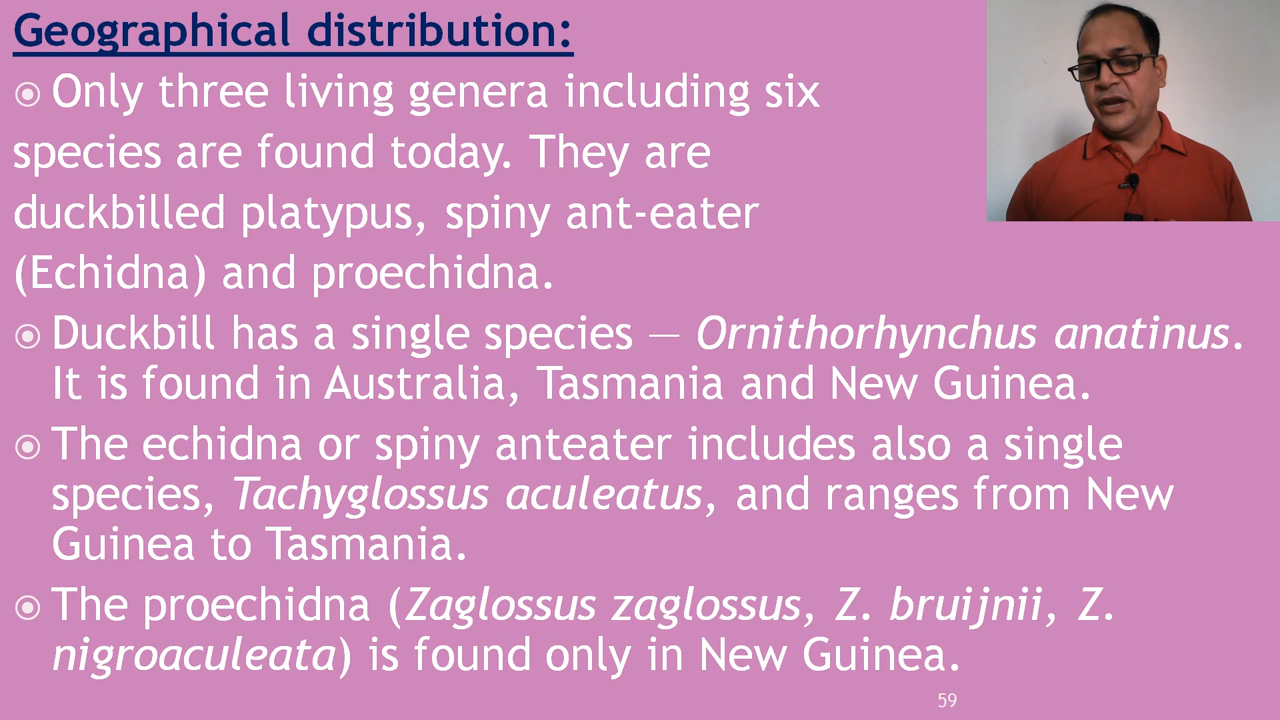 Geographical distribution:
Only three living genera including six
species are found today. They are
duckbilled platypus, spiny ant-eater
(Echidna) and proechidna.
Duckbill has a single species — Ornithorhynchus anatinus.
It is found in Australia, Tasmania and New Guinea.
The echidna or spiny anteater includes also a single
species, Tachyglossus aculeatus, and ranges from New
Guinea to Tasmania.
The proechidna (Zaglossus zaglossus, Z. bruijnii, Z.
nigroaculeata) is found only in New Guinea.
59